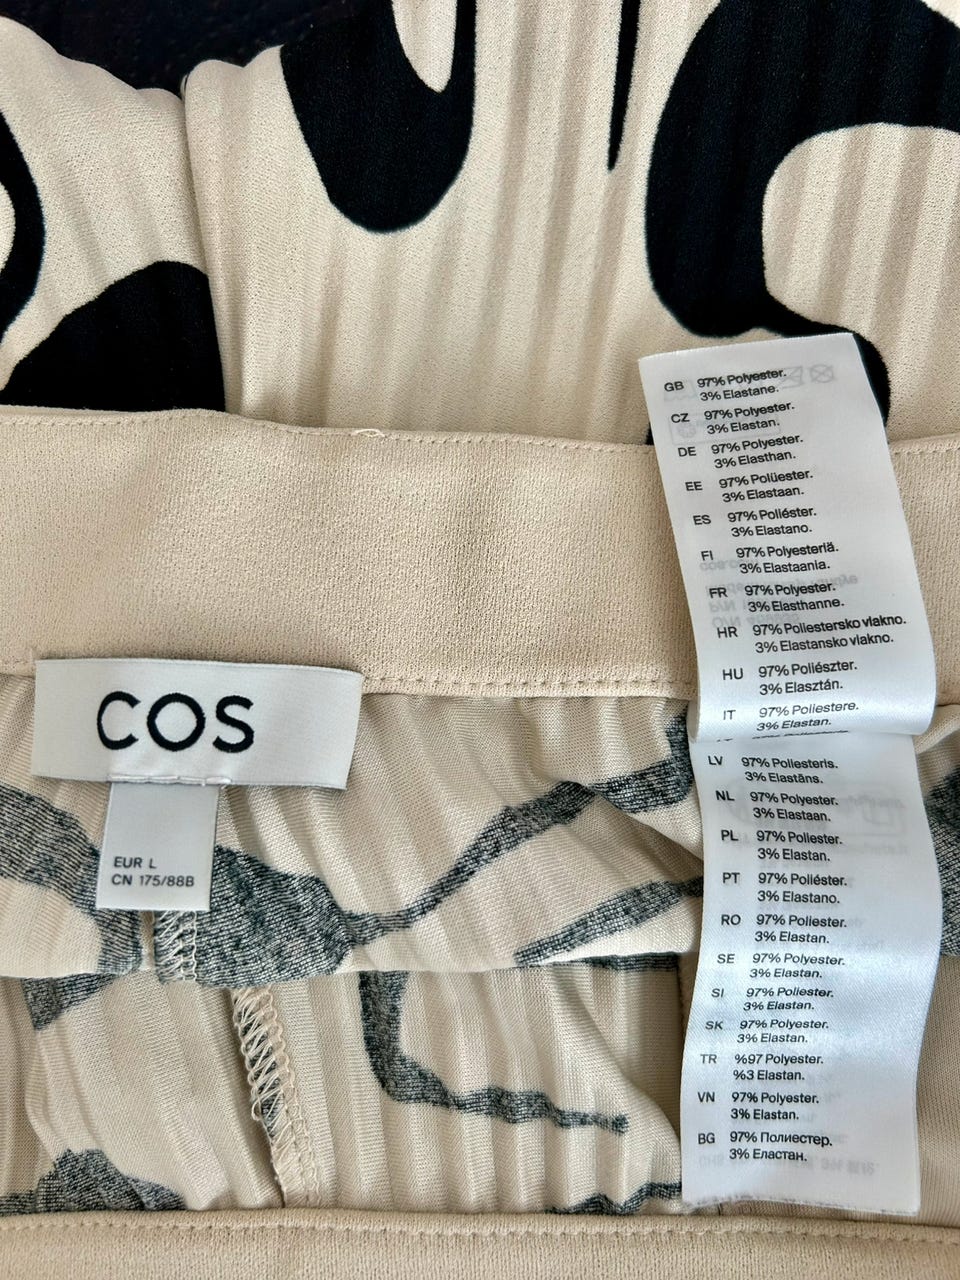 COS
EUR L
CN 175/88B
GB 97% Polyester.
3% Elastane.
CZ 97% Polyester.
3% Elastan.
DE 97% Polyester.
3% Elasthan.
EE 97% Polüester.
3% Elastaan.
ES 97% Poliéster.
3% Elastano.
FI 97% Polyesteriä.
3% Elastaania.
FR 97% Polyester.
3% Elasthanne.
HR 97% Poliestersko vlakno.
3% Elastansko vlakno.
HU 97% Poliészter.
3% Elasztán.
IT 97% Poliestere.
3% Elastan.
LV 97% Poliesteris.
3% Elastāns.
NL 97% Polyester.
3% Elastaan.
PL 97% Poliester.
3% Elastan.
PT 97% Poliéster.
3% Elastano.
RO 97% Poliester.
3% Elastan.
SE 97% Polyester.
3% Elastan.
SI 97% Poliester.
3% Elastan.
SK 97% Polyester.
3% Elastan.
TR %97 Polyester.
%3 Elastan.
VN 97% Polyester.
3% Elastan.
BG 97% Полиестер.
3% Еластан.